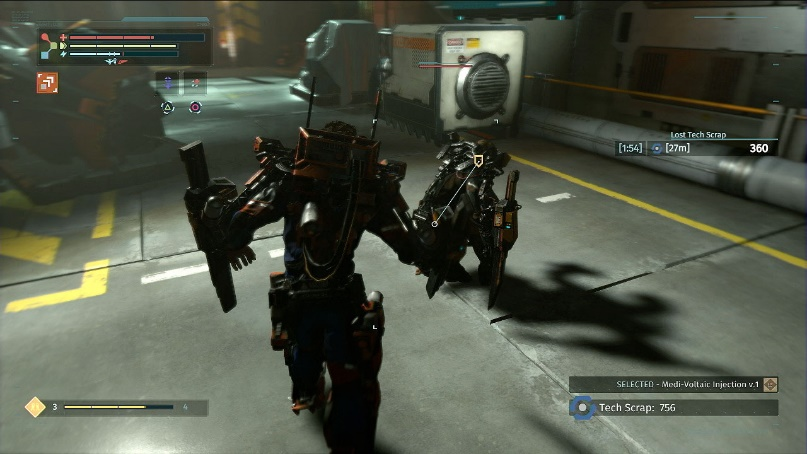 Lost Tech Scrap
[1:54] [27m] 360
SELECTED - Medi-Voltaic Injection v.1
Tech Scrap: 756
3 4